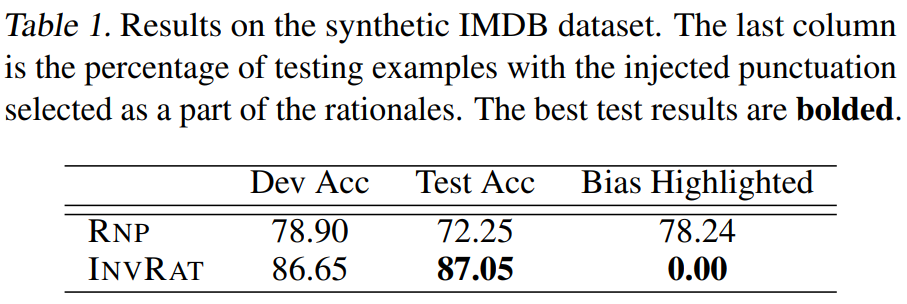 Table 1. Results on the synthetic IMDB dataset. The last column
is the percentage of testing examples with the injected punctuation
selected as a part of the rationales. The best test results are bolded.
Dev Acc Test Acc Bias Highlighted
RNP 78.90 72.25 78.24
INVRAT 86.65 87.05 0.00